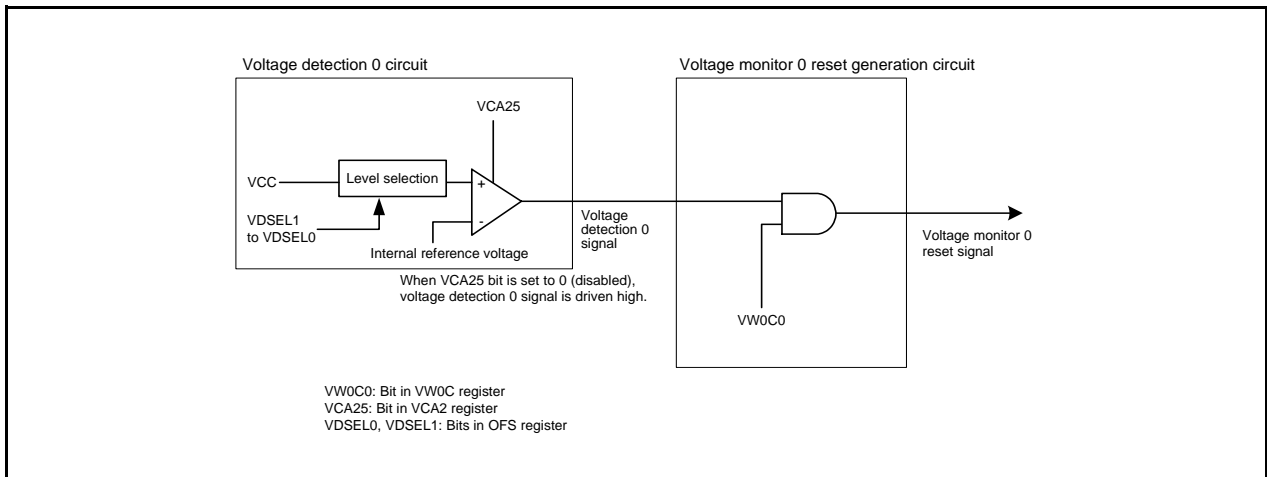 Voltage detection 0 circuit
Voltage monitor 0 reset generation circuit
VCA25
VCC
Level selection
+
-
VDSEL1
to VDSEL0
Internal reference voltage
Voltage
detection 0
signal
Voltage monitor 0
reset signal
When VCA25 bit is set to 0 (disabled),
voltage detection 0 signal is driven high.
VW0C0
VW0C0: Bit in VW0C register
VCA25: Bit in VCA2 register
VDSEL0, VDSEL1: Bits in OFS register